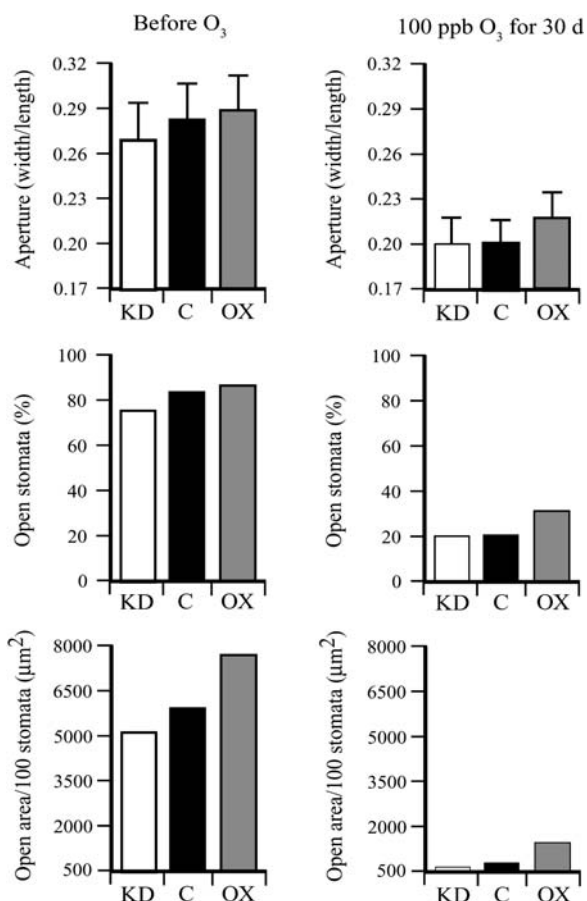 Before O3
100 ppb O3 for 30 d
Aperture (width/length)
0.32
0.29
0.26
0.23
0.20
0.17
KD C OX
Aperture (width/length)
0.32
0.29
0.26
0.23
0.20
0.17
KD C OX
Open stomata (%)
100
80
60
40
20
0
KD C OX
Open stomata (%)
100
80
60
40
20
0
KD C OX
Open area/100 stomata (µm²)
8000
6500
5000
3500
2000
500
KD C OX
Open area/100 stomata (µm²)
8000
6500
5000
3500
2000
500
KD C OX